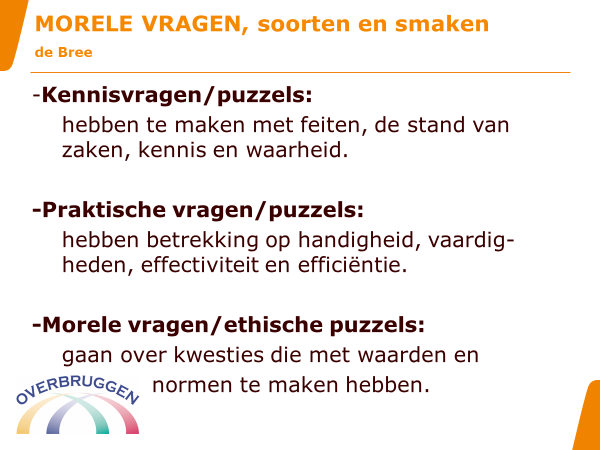 MORELE VRAGEN, soorten en smaken
de Bree
-Kennisvragen/puzzels:
hebben te maken met feiten, de stand van
zaken, kennis en waarheid.
-Praktische vragen/puzzels:
hebben betrekking op handigheid, vaardig-
heden, effectiviteit en efficiëntie.
-Morele vragen/ethische puzzels:
gaan over kwesties die met waarden en
normen te maken hebben.
OVERBRUGGEN